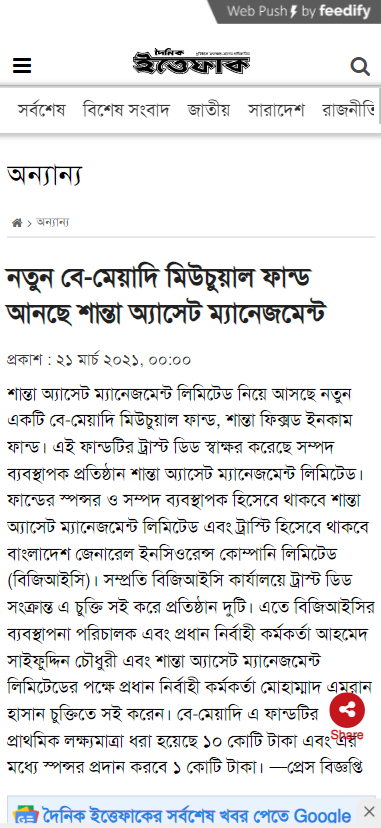 Web Push by feedify
দৈনিক
ইত্তেফাক
সর্বশেষ বিশেষ সংবাদ জাতীয় সারাদেশ রাজনীতি
অন্যান্য
অন্যান্য
নতুন বে-মেয়াদি মিউচুয়াল ফান্ড
আনছে শান্তা অ্যাসেট ম্যানেজমেন্ট
প্রকাশ : ২১ মার্চ ২০২১, ০০:০০
শান্তা অ্যাসেট ম্যানেজমেন্ট লিমিটেড নিয়ে আসছে নতুন
একটি বে-মেয়াদি মিউচুয়াল ফান্ড, শান্তা ফিক্সড ইনকাম
ফান্ড। এই ফান্ডটির ট্রাস্ট ডিড স্বাক্ষর করেছে সম্পদ
ব্যবস্থাপক প্রতিষ্ঠান শান্তা অ্যাসেট ম্যানেজমেন্ট লিমিটেড।
ফান্ডের স্পন্সর ও সম্পদ ব্যবস্থাপক হিসেবে থাকবে শান্তা
অ্যাসেট ম্যানেজমেন্ট লিমিটেড এবং ট্রাস্টি হিসেবে থাকবে
বাংলাদেশ জেনারেল ইনসিওরেন্স কোম্পানি লিমিটেড
(বিজিআইসি)। সম্প্রতি বিজিআইসি কার্যালয়ে ট্রাস্ট ডিড
সংক্রান্ত এ চুক্তি সই করে প্রতিষ্ঠান দুটি। এতে বিজিআইসির
ব্যবস্থাপনা পরিচালক এবং প্রধান নির্বাহী কর্মকর্তা আহমেদ
সাইফুদ্দিন চৌধুরী এবং শান্তা অ্যাসেট ম্যানেজমেন্ট
লিমিটেডের পক্ষে প্রধান নির্বাহী কর্মকর্তা মোহাম্মাদ এমরান
হাসান চুক্তিতে সই করেন। বে-মেয়াদি এ ফান্ডটির
Share
প্রাথমিক লক্ষ্যমাত্রা ধরা হয়েছে ১০ কোটি টাকা এবং এর
মধ্যে স্পন্সর প্রদান করবে ১ কোটি টাকা। —প্রেস বিজ্ঞপ্তি
দৈনিক ইত্তেফাকের সর্বশেষ খবর পেতে Google